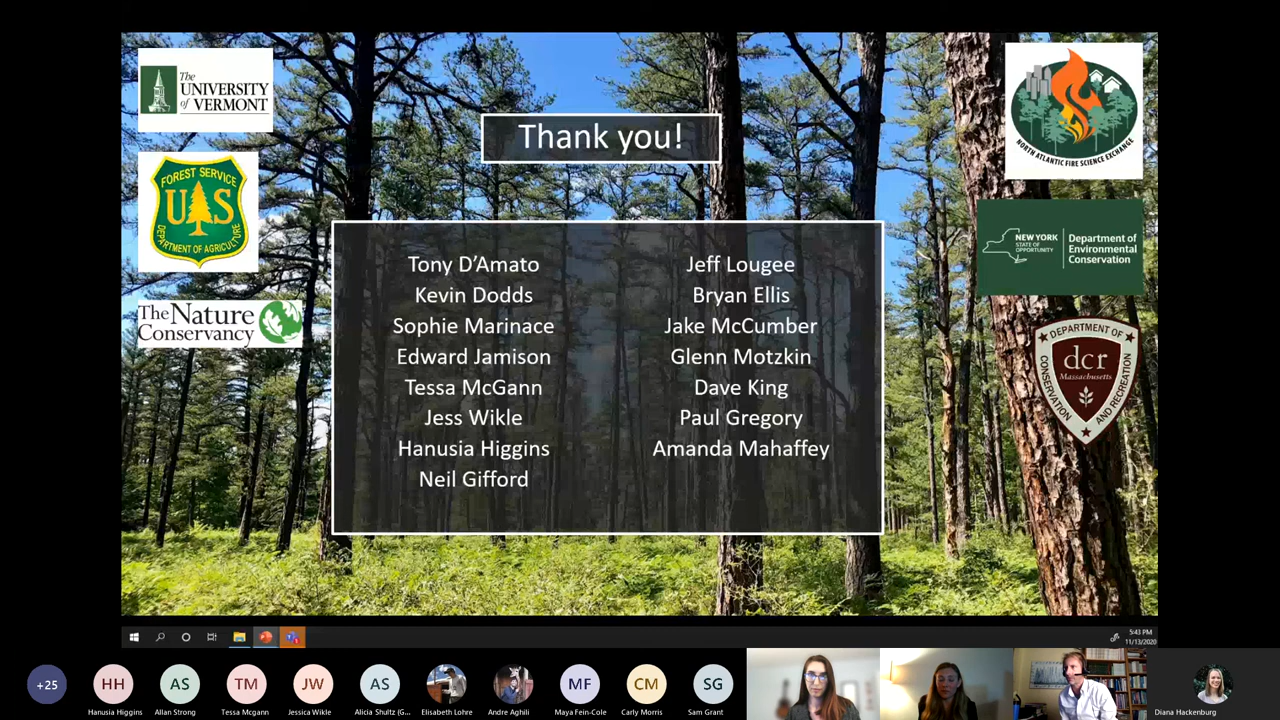 The
UNIVERSITY
of VERMONT
FOREST SERVICE
US
DEPARTMENT OF AGRICULTURE
The Nature
Conservancy
Thank you!
Tony D’Amato
Kevin Dodds
Sophie Marinace
Edward Jamison
Tessa McGann
Jess Wikle
Hanusia Higgins
Neil Gifford
Jeff Lougee
Bryan Ellis
Jake McCumber
Glenn Motzkin
Dave King
Paul Gregory
Amanda Mahaffey
NORTH ATLANTIC FIRE SCIENCE EXCHANGE
NEW YORK
STATE OF
OPPORTUNITY
Department of
Environmental
Conservation
DEPARTMENT OF
CONSERVATION AND RECREATION
dcr
Massachusetts
5:43 PM
11/13/2020
+25
HH
AS
TM
JW
AS
MF
CM
SG
Hanusia Higgins
Allan Strong
Tessa Mcgann
Jessica Wikle
Alicia Shultz (G...
Elisabeth Lohre
Andre Aghili
Maya Fein-Cole
Carly Morris
Sam Grant
Diana Hackenburg